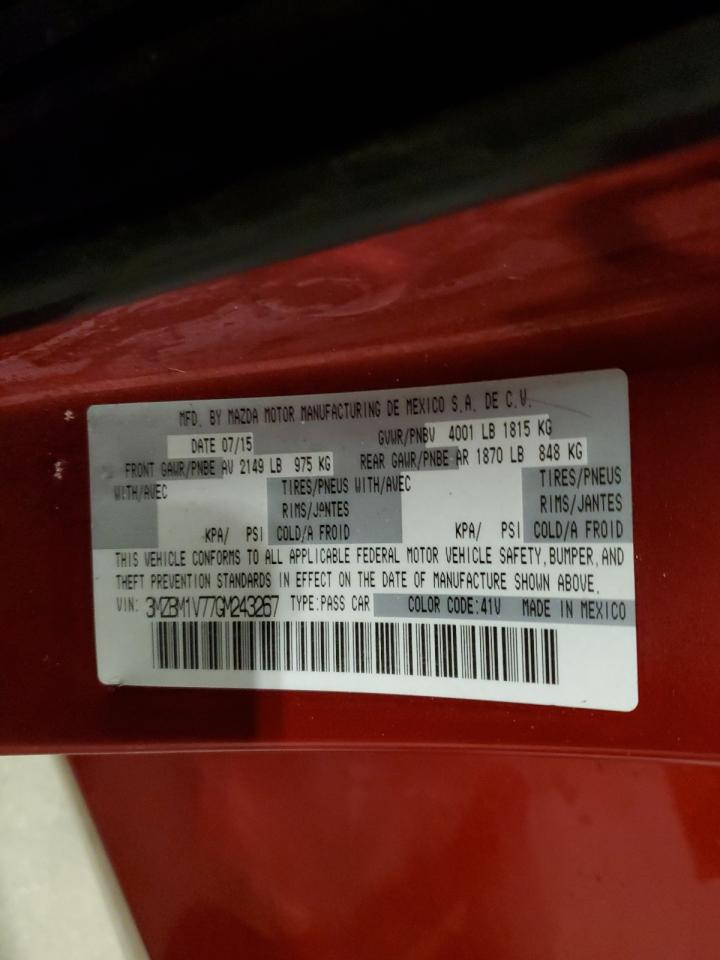 MFD. BY MAZDA MOTOR MANUFACTURING DE MEXICO S.A. DE C.V.
DATE 07/15 GVWR/PNBV 4001 LB 1815 KG
FRONT GAWR/PNBE AV 2149 LB 975 KG REAR GAWR/PNBE AR 1870 LB 848 KG
WITH/AVEC TIRES/PNEUS WITH/AVEC TIRES/PNEUS
RIMS/JANTES RIMS/JANTES
KPA/ PSI COLD/A FROID KPA/ PSI COLD/A FROID
THIS VEHICLE CONFORMS TO ALL APPLICABLE FEDERAL MOTOR VEHICLE SAFETY, BUMPER, AND
THEFT PREVENTION STANDARDS IN EFFECT ON THE DATE OF MANUFACTURE SHOWN ABOVE.
VIN: 3MZBM1V77GM243267 TYPE:PASS CAR COLOR CODE:41V MADE IN MEXICO